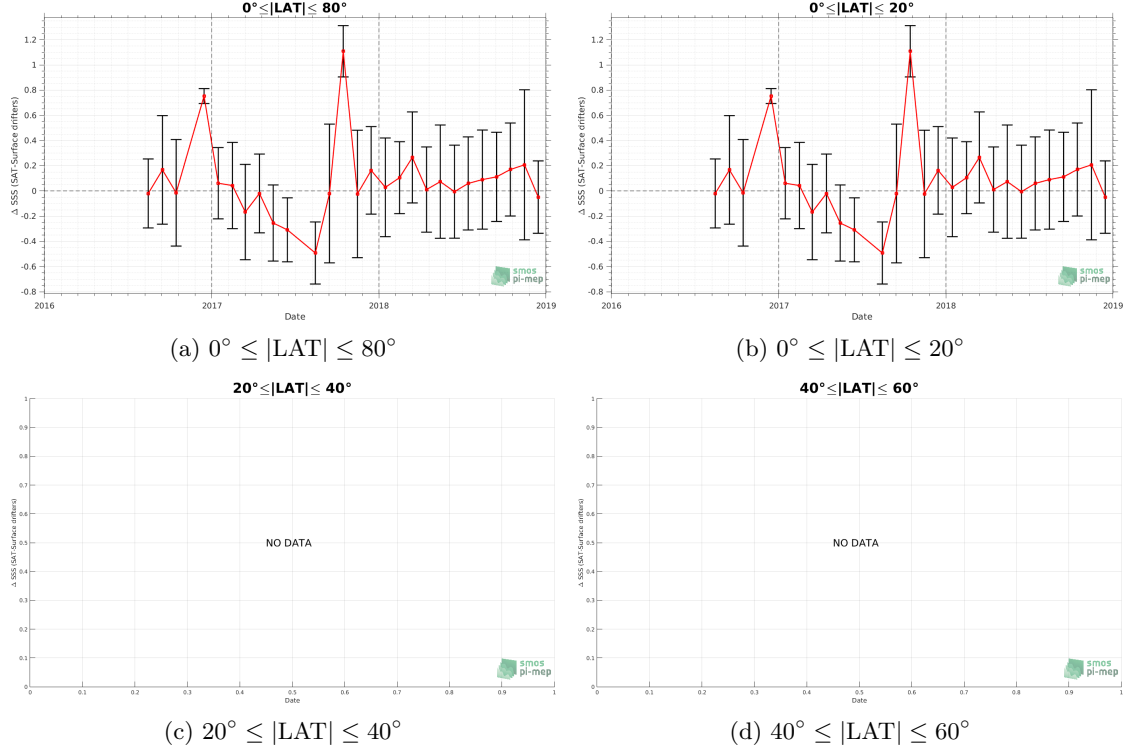 0°≤|LAT|≤ 80°
Δ SSS (SAT-Surface drifters)
1.2
1
0.8
0.6
0.4
0.2
0
-0.2
-0.4
-0.6
-0.8
2016
2017
2018
2019
Date
smos
pi-mep
(a) 0° ≤ |LAT| ≤ 80°
0°≤|LAT|≤ 20°
Δ SSS (SAT-Surface drifters)
1.2
1
0.8
0.6
0.4
0.2
0
-0.2
-0.4
-0.6
-0.8
2016
2017
2018
2019
Date
smos
pi-mep
(b) 0° ≤ |LAT| ≤ 20°
20°≤|LAT|≤ 40°
Δ SSS (SAT-Surface drifters)
1
0.9
0.8
0.7
0.6
0.5
0.4
0.3
0.2
0.1
0
NO DATA
0
0.1
0.2
0.3
0.4
0.5
0.6
0.7
0.8
0.9
1
Date
smos
pi-mep
(c) 20° ≤ |LAT| ≤ 40°
40°≤|LAT|≤ 60°
Δ SSS (SAT-Surface drifters)
1
0.9
0.8
0.7
0.6
0.5
0.4
0.3
0.2
0.1
0
NO DATA
0
0.1
0.2
0.3
0.4
0.5
0.6
0.7
0.8
0.9
1
Date
smos
pi-mep
(d) 40° ≤ |LAT| ≤ 60°